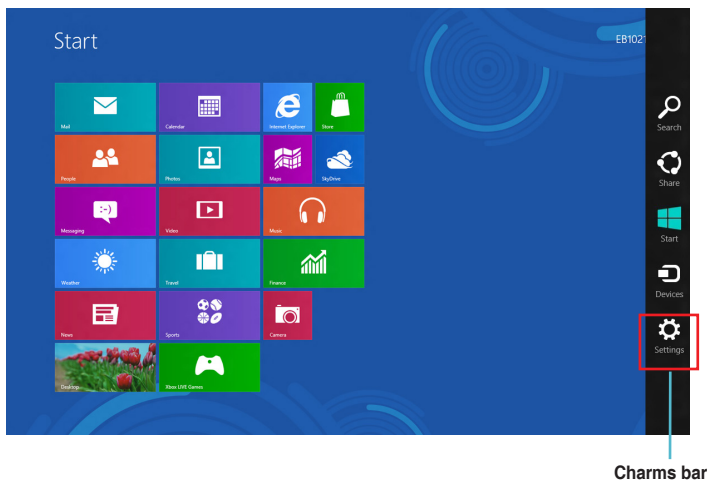 Start
EB102
Mail
Calendar
Internet Explorer
Store
People
Photos
Maps
SkyDrive
Messaging
:-)
Video
Music
Weather
Travel
Finance
News
Sports
Camera
Desktop
Xbox LIVE Games
Search
Share
Start
Devices
Settings
Charms bar